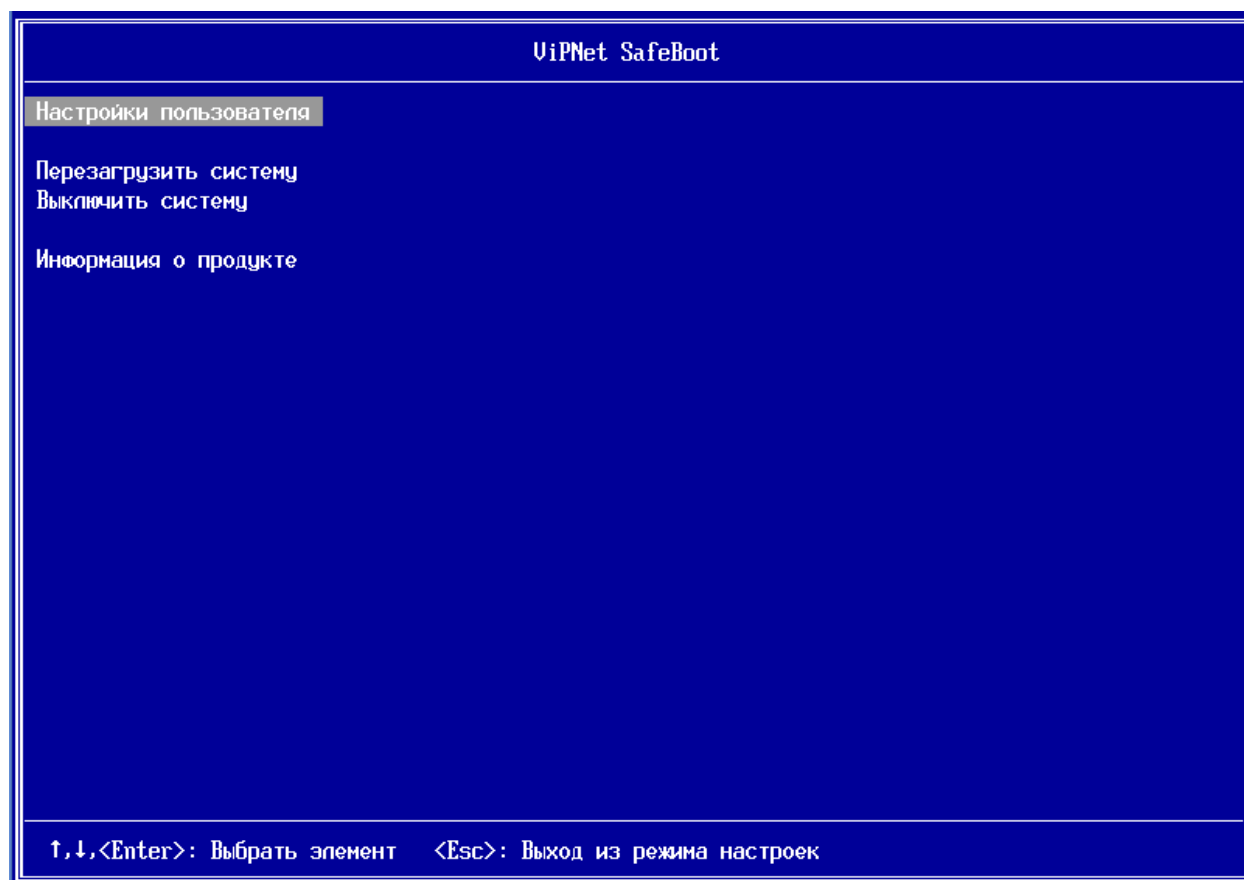 ViPNet SafeBoot
Настройки пользователя
Перезагрузить систему
Выключить систему
Информация о продукте
↑,↓,<Enter>: Выбрать элемент <Esc>: Выход из режима настроек